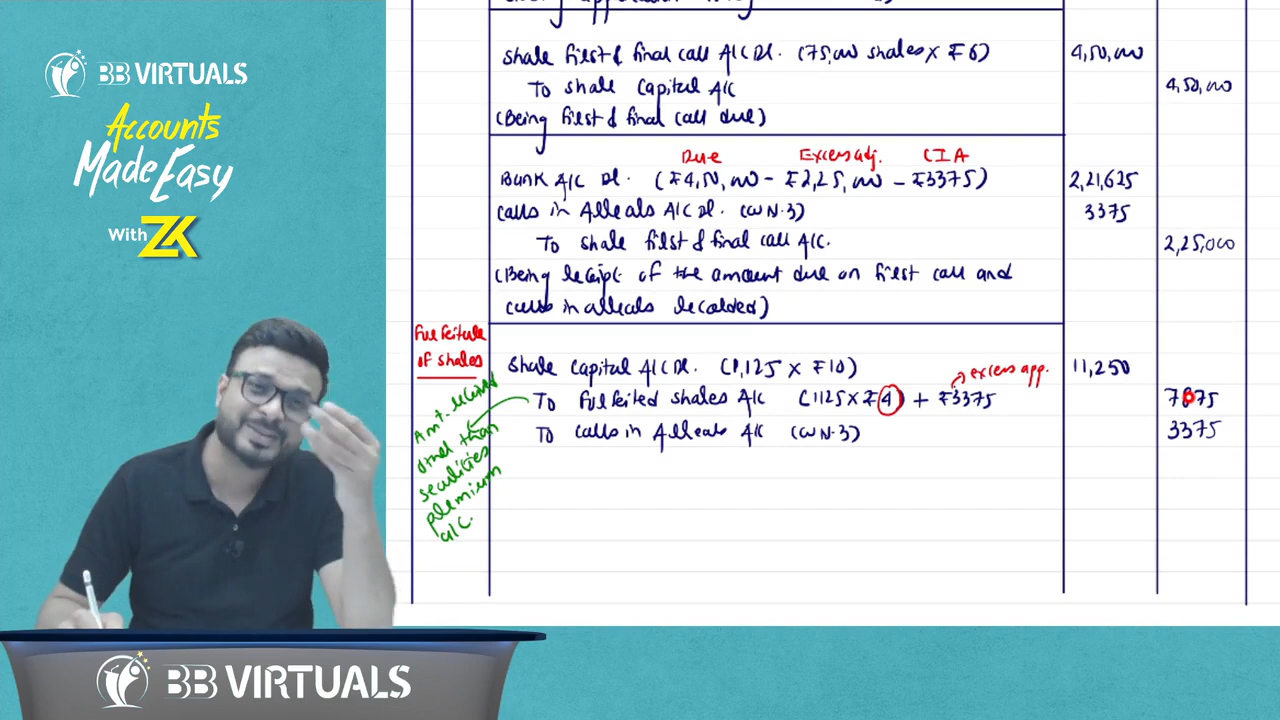 BB VIRTUALS
Accounts
Made Easy
With ZK
Share first & final call A/C Dr. (75,000 shares x ₹6) 4,50,000
To share Capital A/C 4,50,000
(Being first & final call due)
Due Excess adj. CIA
Bank A/C Dr. (₹4,50,000 - ₹2,25,000 - ₹3375) 2,21,625
Calls in Arrears A/C Dr. (WN.3) 3375
To share first & final call A/C. 2,25,000
(Being receipt of the amount due on first call and
calls in arrears recorded)
Forfeiture
of shares
Share Capital A/C Dr. (1,125 x ₹10) 11,250
excess app.
To Forfeited shares A/C (1125 x ₹4) + ₹3375 7875
To Calls in Arrears A/C (WN.3) 3375
Amt. received
other than
securities
premium
a/c.
BB VIRTUALS